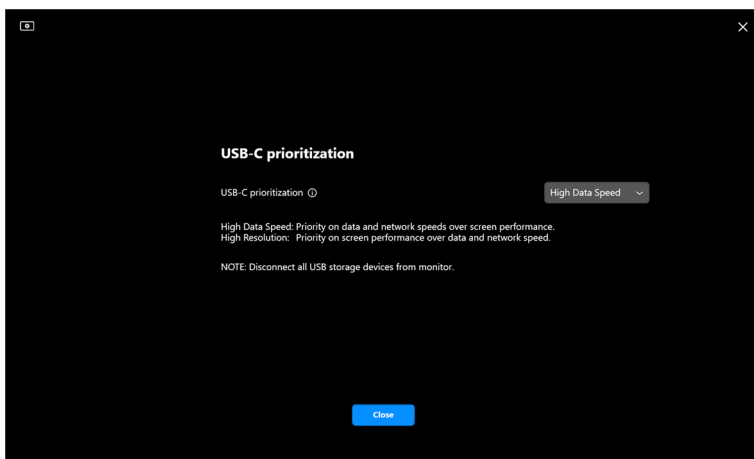 USB-C prioritization
USB-C prioritization
High Data Speed
High Data Speed: Priority on data and network speeds over screen performance.
High Resolution: Priority on screen performance over data and network speed.
NOTE: Disconnect all USB storage devices from monitor.
Close